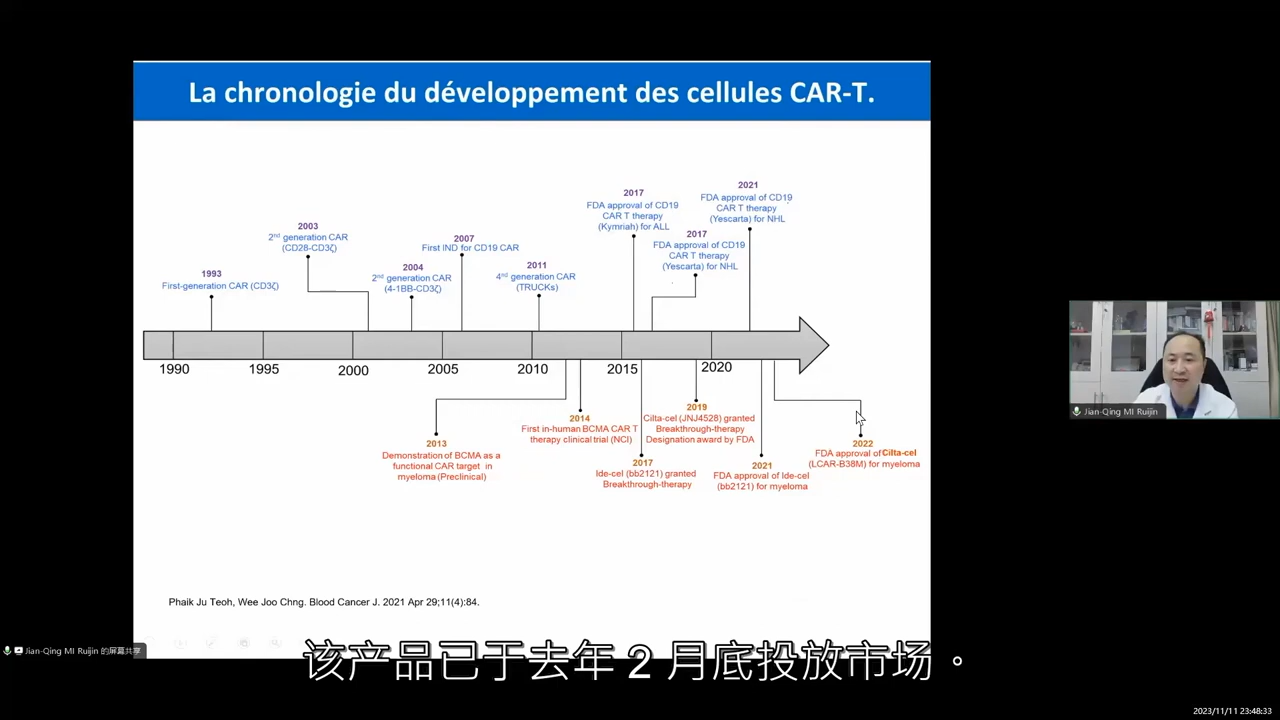 La chronologie du développement des cellules CAR-T.
1993
First-generation CAR (CD3ζ)
2003
2nd generation CAR
(CD28-CD3ζ)
2004
2nd generation CAR
(4-1BB-CD3ζ)
2007
First IND for CD19 CAR
2011
4th generation CAR
(TRUCKs)
2017
FDA approval of CD19
CAR T therapy
(Kymriah) for ALL
2017
FDA approval of CD19
CAR T therapy
(Yescarta) for NHL
2021
FDA approval of CD19
CAR T therapy
(Yescarta) for NHL
1990 1995 2000 2005 2010 2015 2020
2013
Demonstration of BCMA as a
functional CAR target in
myeloma (Preclinical)
2014
First in-human BCMA CAR T
therapy clinical trial (NCI)
2017
Ide-cel (bb2121) granted
Breakthrough-therapy
2019
Cilta-cel (JNJ4528) granted
Breakthrough-therapy
Designation award by FDA
2021
FDA approval of Ide-cel
(bb2121) for myeloma
2022
FDA approval of Cilta-cel
(LCAR-B38M) for myeloma
Phaik Ju Teoh, Wee Joo Chng. Blood Cancer J. 2021 Apr 29;11(4):84.
Jian-Qing MI Ruijin
Jian-Qing MI Ruijin 的屏幕共享
该产品已于去年 2 月底投放市场。
2023/11/11 23:48:33